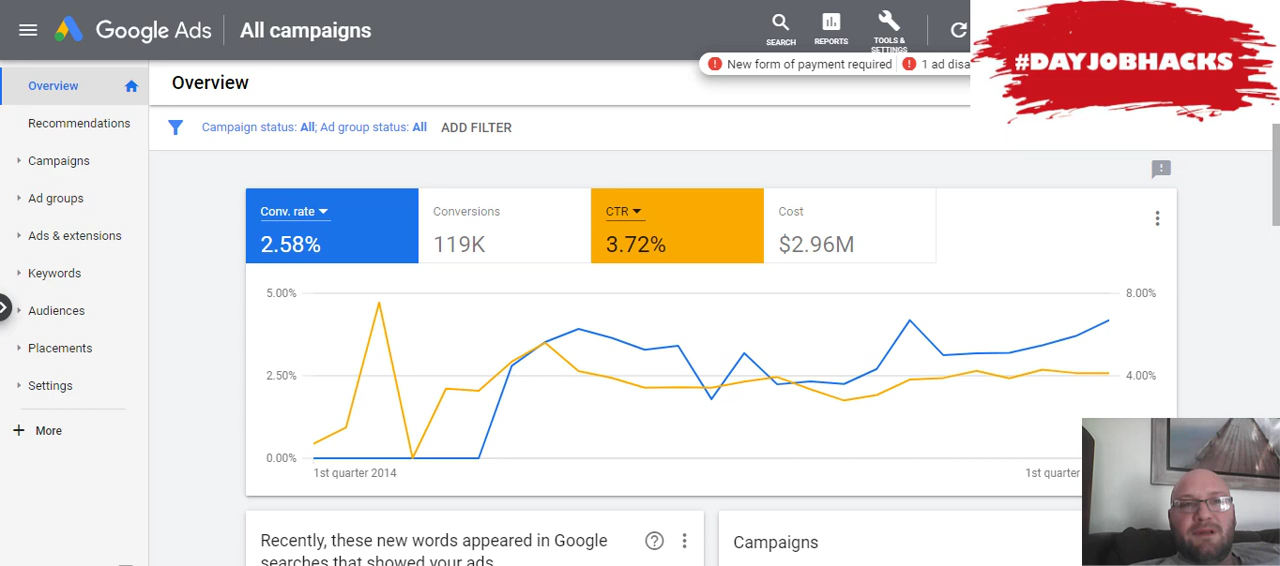 Google Ads
All campaigns
SEARCH
REPORTS
TOOLS &
SETTINGS
#DAYJOBHACKS
New form of payment required
1 ad disa
Overview
Recommendations
Campaigns
Ad groups
Ads & extensions
Keywords
Audiences
Placements
Settings
More
Overview
Campaign status: All; Ad group status: All
ADD FILTER
Conv. rate
2.58%
Conversions
119K
CTR
3.72%
Cost
$2.96M
5.00%
2.50%
0.00%
8.00%
4.00%
1st quarter 2014
1st quarter
Recently, these new words appeared in Google
searches that showed your ads
Campaigns